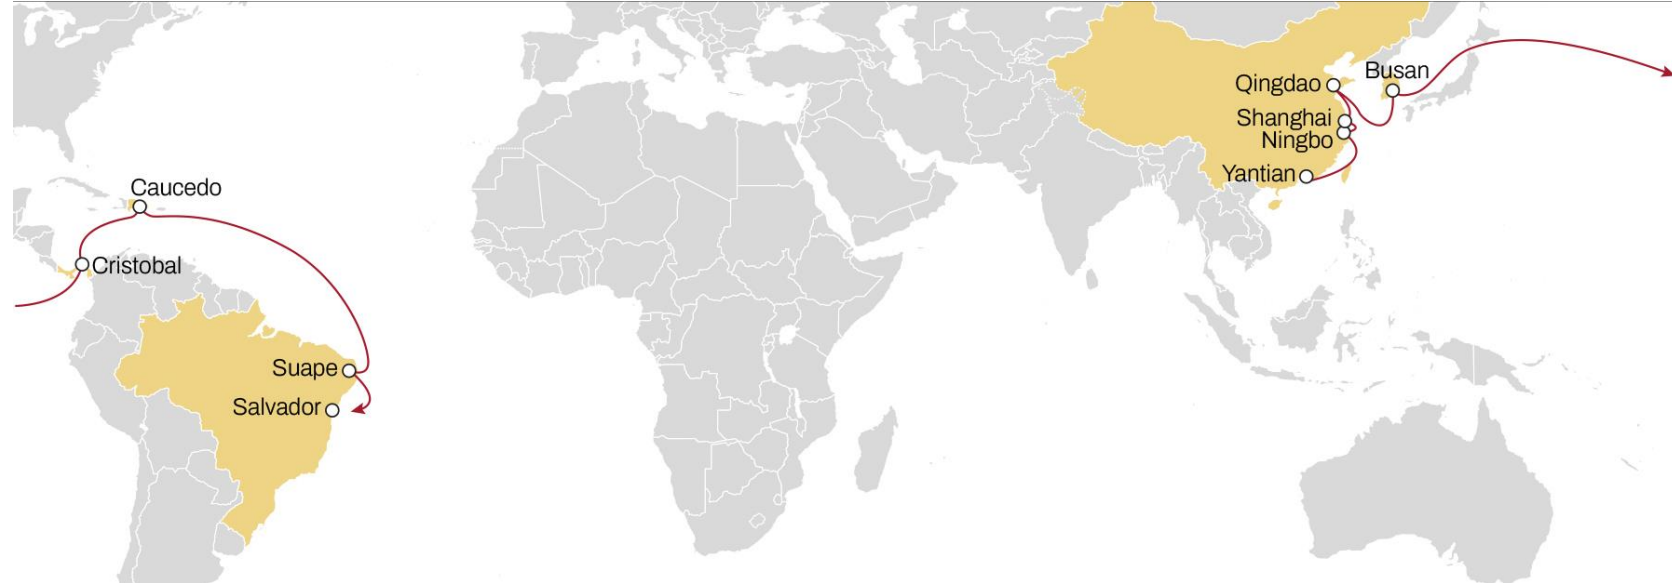 Qingdao
Busan
Shanghai
Ningbo
Yantian
Caucedo
Cristobal
Suape
Salvador